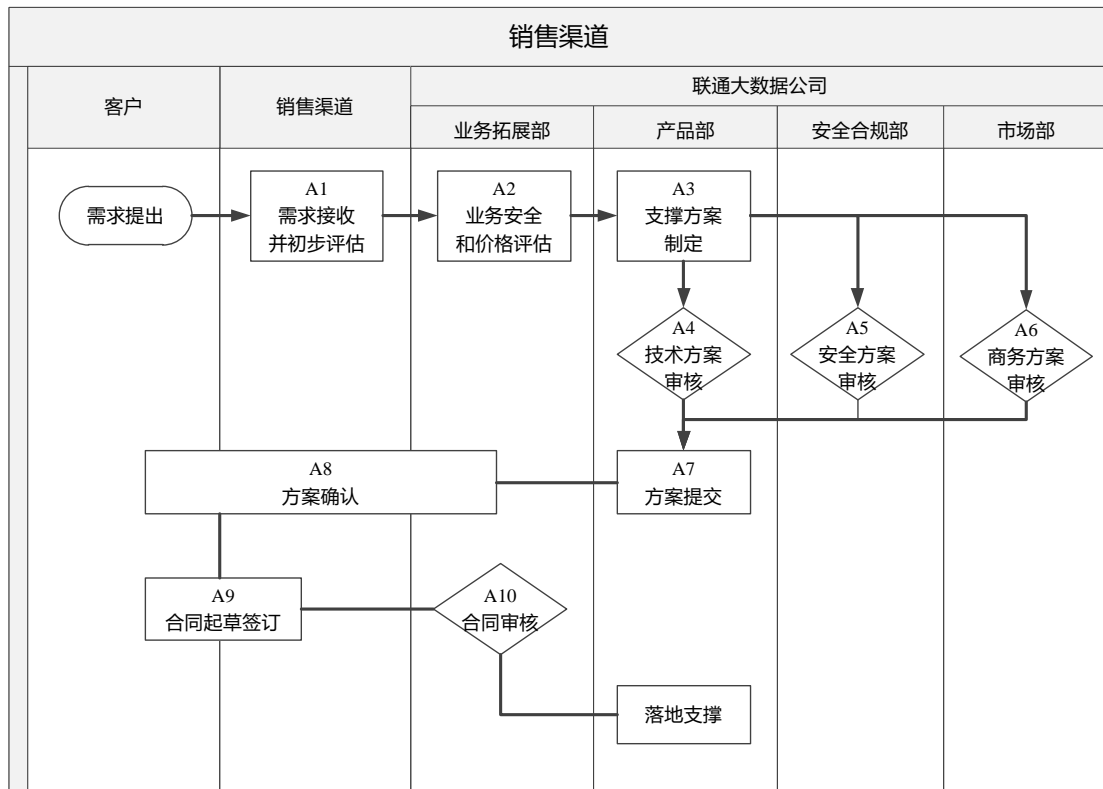 销售渠道
联通大数据公司
客户
销售渠道
业务拓展部
产品部
安全合规部
市场部
需求提出
A1
需求接收
并初步评估
A2
业务安全
和价格评估
A3
支撑方案
制定
A4
技术方案
审核
A5
安全方案
审核
A6
商务方案
审核
A8
方案确认
A7
方案提交
A9
合同起草签订
A10
合同审核
落地支撑